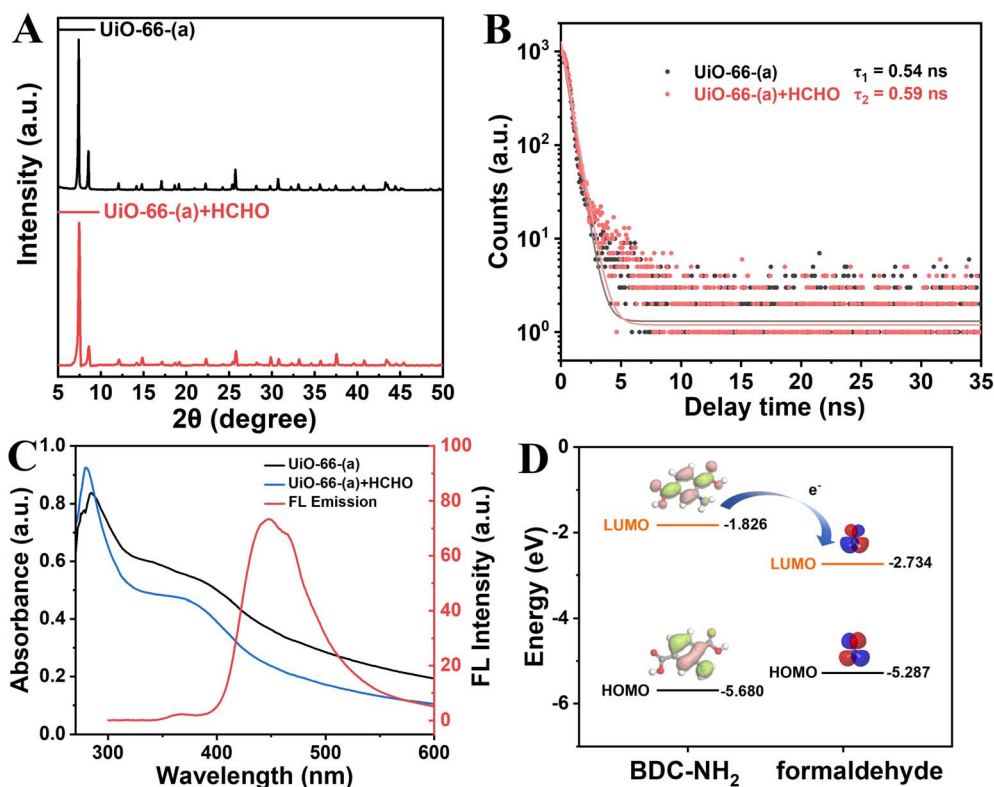 A
UiO-66-(a)
UiO-66-(a)+HCHO
Intensity (a.u.)
5 10 15 20 25 30 35 40 45 50
2θ (degree)
B
UiO-66-(a) τ₁ = 0.54 ns
UiO-66-(a)+HCHO τ₂ = 0.59 ns
Counts (a.u.)
10³
10²
10¹
10⁰
0 5 10 15 20 25 30 35
Delay time (ns)
C
UiO-66-(a)
UiO-66-(a)+HCHO
FL Emission
Absorbance (a.u.)
1.0
0.8
0.6
0.4
0.2
0.0
FL Intensity (a.u.)
100
80
60
40
20
0
300 400 500 600
Wavelength (nm)
D
Energy (eV)
0
-2
-4
-6
e⁻
LUMO -1.826
LUMO -2.734
HOMO -5.680
HOMO -5.287
BDC-NH₂ formaldehyde